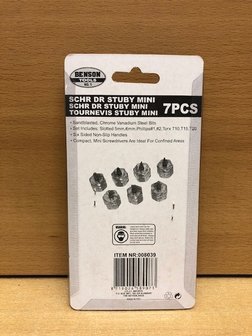 BENSON
TOOLS
SCHR DR STUBY MINI
SCHR DR STUBY MINI
TOURNEVIS STUBY MINI
7PCS
• Sandblasted, Chrome Vanadium Steel Bits
• Set Includes: Slotted 5mm,6mm,Phillips#1,#2,Torx T10,T15,T20
• Six Sided Non-Slip Handles
• Compact, Mini Screwdrivers Are Ideal For Confined Areas
ITEM NR:008039